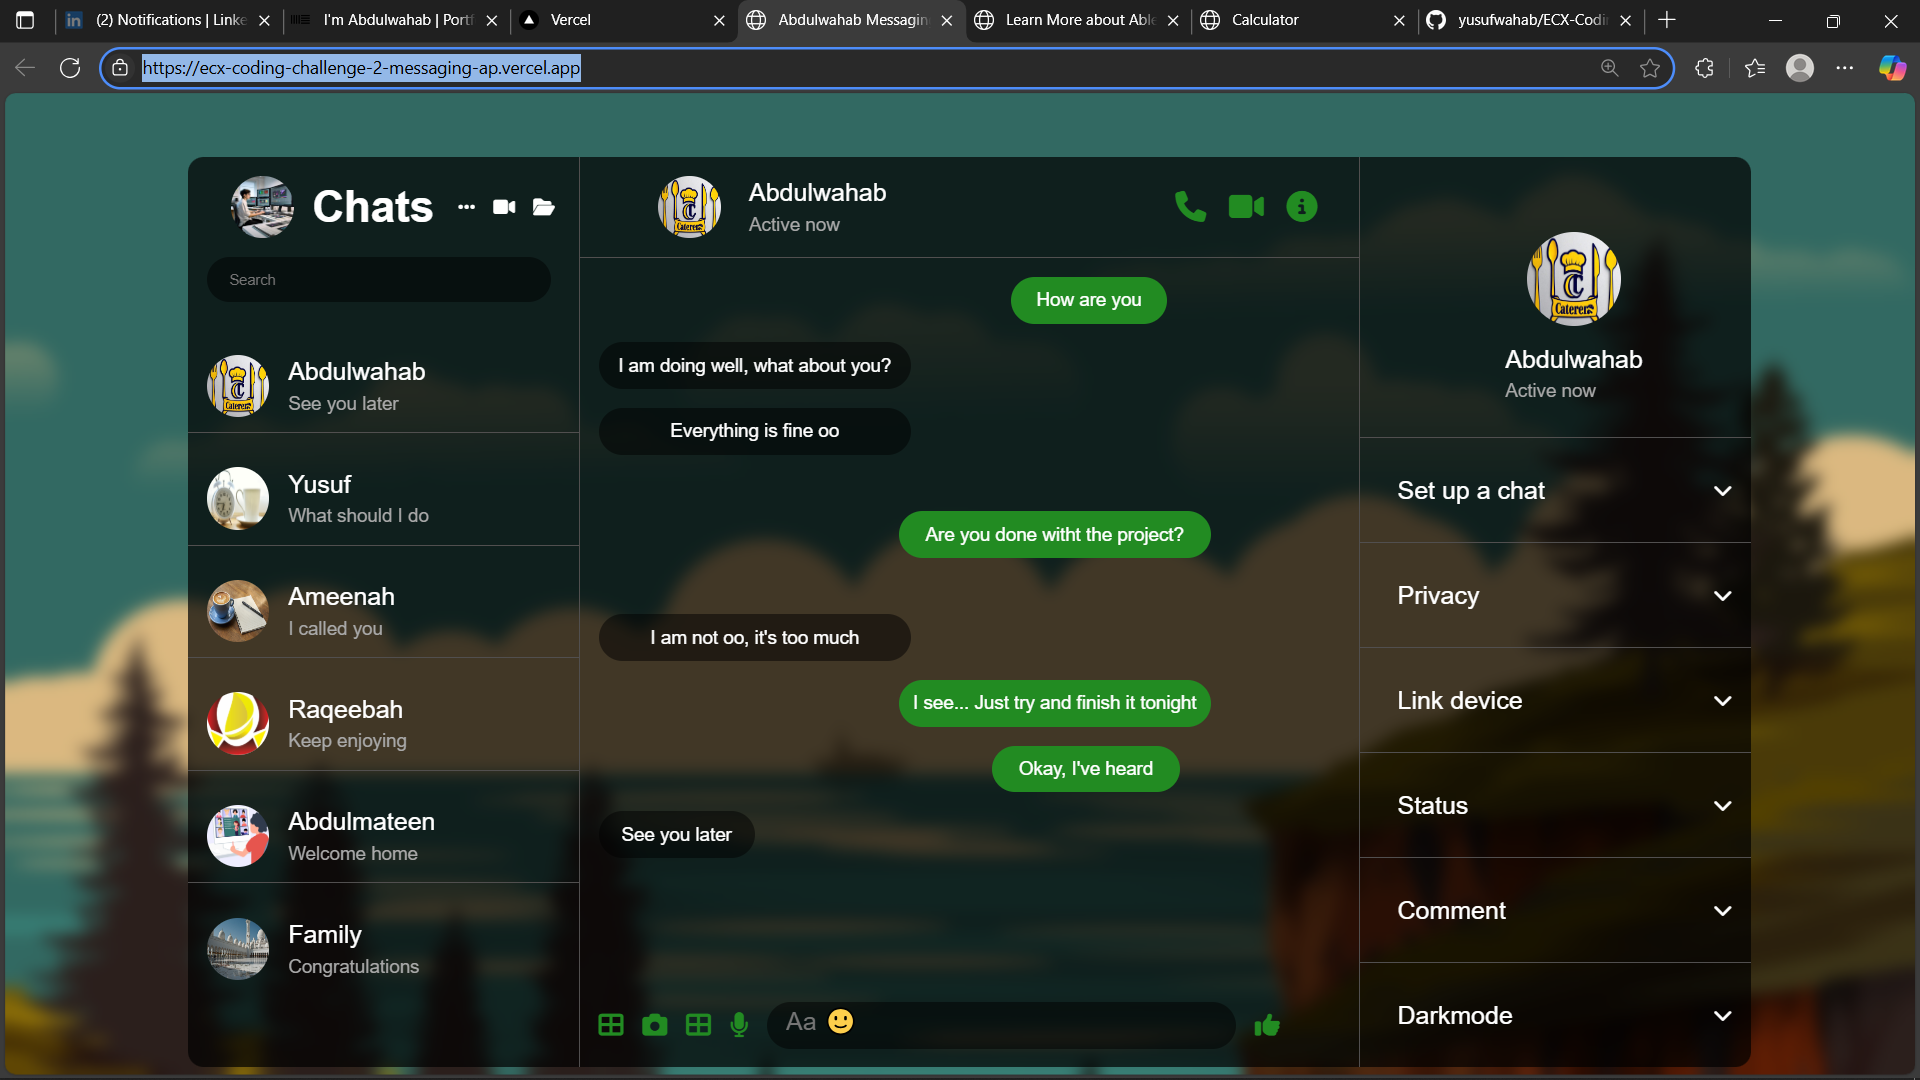 (2) Notifications | Linke
I'm Abdulwahab | Portf
Vercel
Abdulwahab Messagin
Learn More about Able
Calculator
yusufwahab/ECX-Codin
https://ecx-coding-challenge-2-messaging-ap.vercel.app
Chats
Search
Abdulwahab
See you later
Yusuf
What should I do
Ameenah
I called you
Raqeebah
Keep enjoying
Abdulmateen
Welcome home
Family
Congratulations
Abdulwahab
Active now
How are you
I am doing well, what about you?
Everything is fine oo
Are you done witht the project?
I am not oo, it's too much
I see... Just try and finish it tonight
Okay, I've heard
See you later
Aa 🙂
Caterers
Abdulwahab
Active now
Set up a chat
Privacy
Link device
Status
Comment
Darkmode